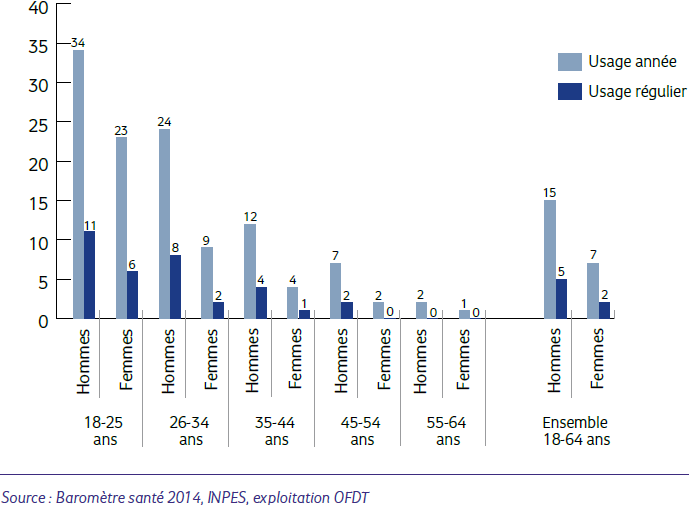 40
35
30
25
20
15
10
5
0
34
11
23
6
24
8
9
2
12
4
4
1
7
2
2
0
2
0
1
0
15
5
7
2
Usage année
Usage régulier
Hommes
Femmes
Hommes
Femmes
Hommes
Femmes
Hommes
Femmes
Hommes
Femmes
Hommes
Femmes
18-25
ans
26-34
ans
35-44
ans
45-54
ans
55-64
ans
Ensemble
18-64 ans
Source : Baromètre santé 2014, INPES, exploitation OFDT